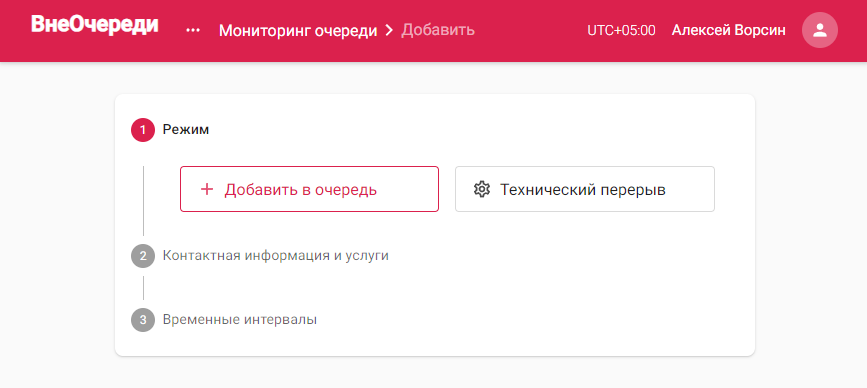 ВнеОчереди ... Мониторинг очереди > Добавить UTC+05:00 Алексей Ворсин
1 Режим
+ Добавить в очередь Технический перерыв
2 Контактная информация и услуги
3 Временные интервалы